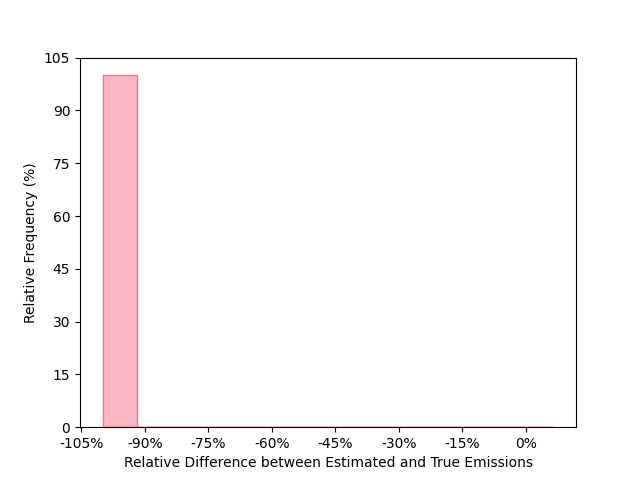 105
90
75
60
45
30
15
0
Relative Frequency (%)
-105% -90% -75% -60% -45% -30% -15% 0%
Relative Difference between Estimated and True Emissions